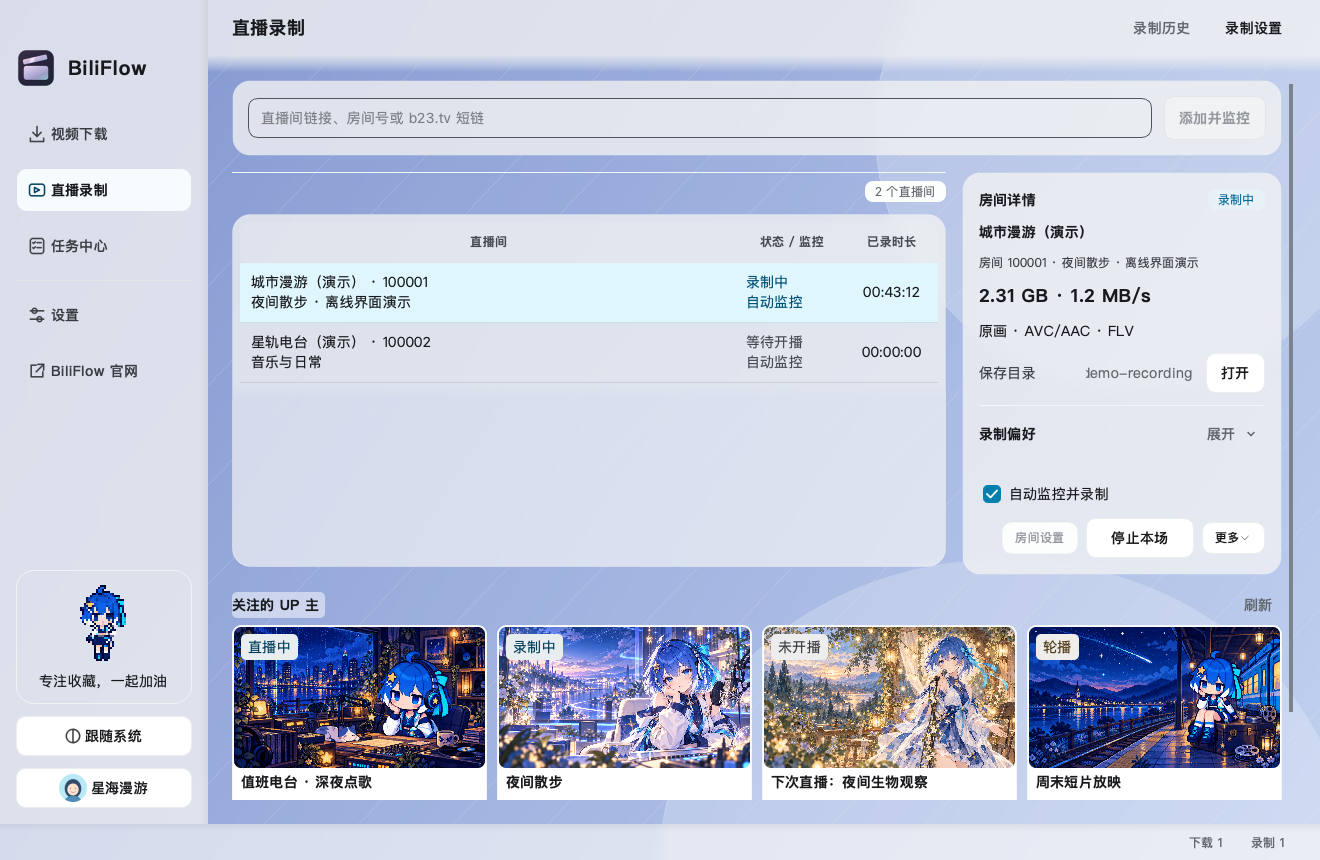 直播录制
录制历史
录制设置
BiliFlow
视频下载
直播录制
任务中心
设置
BiliFlow 官网
专注收藏，一起加油
跟随系统
星海漫游
直播间链接、房间号或 b23.tv 短链
添加并监控
2 个直播间
直播间
状态 / 监控
已录时长
城市漫游（演示） · 100001
夜间散步 · 离线界面演示
录制中
自动监控
00:43:12
星轨电台（演示） · 100002
音乐与日常
等待开播
自动监控
00:00:00
房间详情
录制中
城市漫游（演示）
房间 100001 · 夜间散步 · 离线界面演示
2.31 GB · 1.2 MB/s
原画 · AVC/AAC · FLV
保存目录
demo-recording
打开
录制偏好
展开
自动监控并录制
房间设置
停止本场
更多
关注的 UP 主
刷新
直播中
值班电台 · 深夜点歌
录制中
夜间散步
未开播
下次直播：夜间生物观察
轮播
周末短片放映
下载 1
录制 1